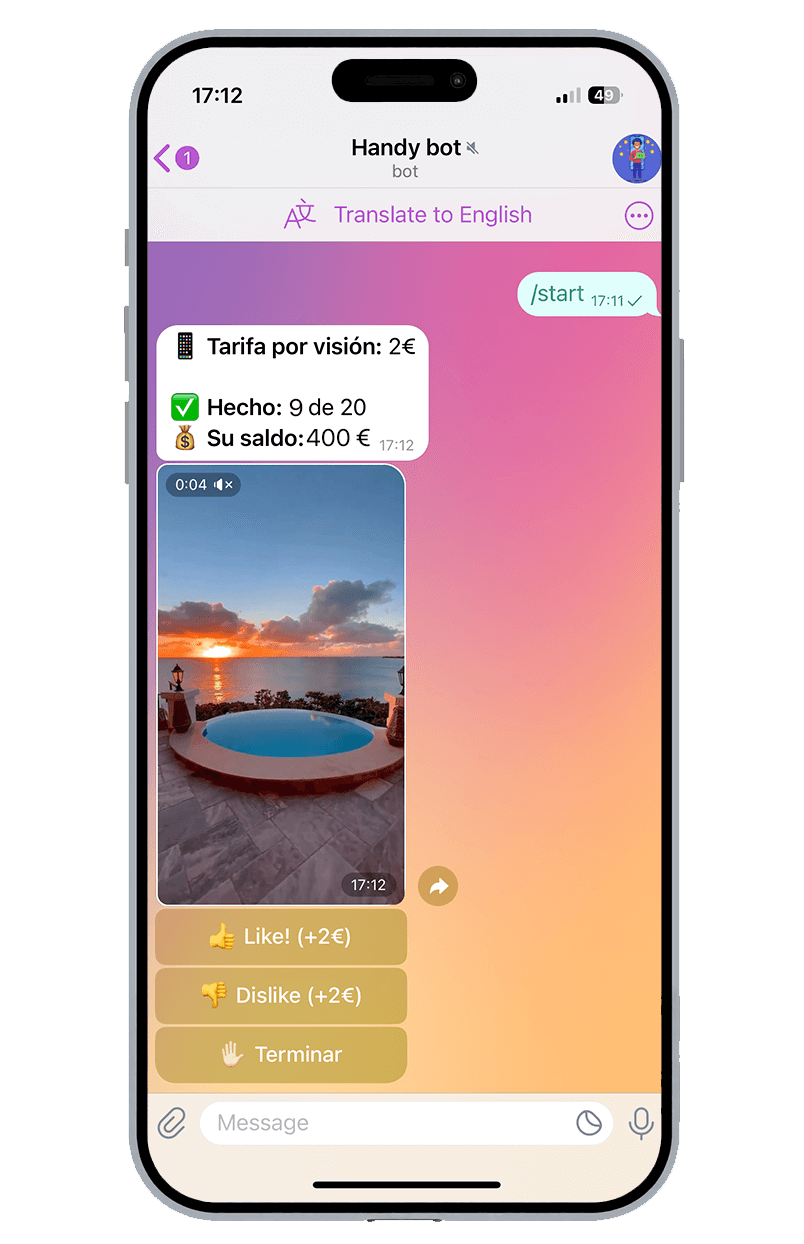 17:12
49
1
Handy bot
bot
Translate to English
/start 17:11
Tarifa por visión: 2€
Hecho: 9 de 20
Su saldo:400 € 17:12
0:04
17:12
Like! (+2€)
Dislike (+2€)
Terminar
Message